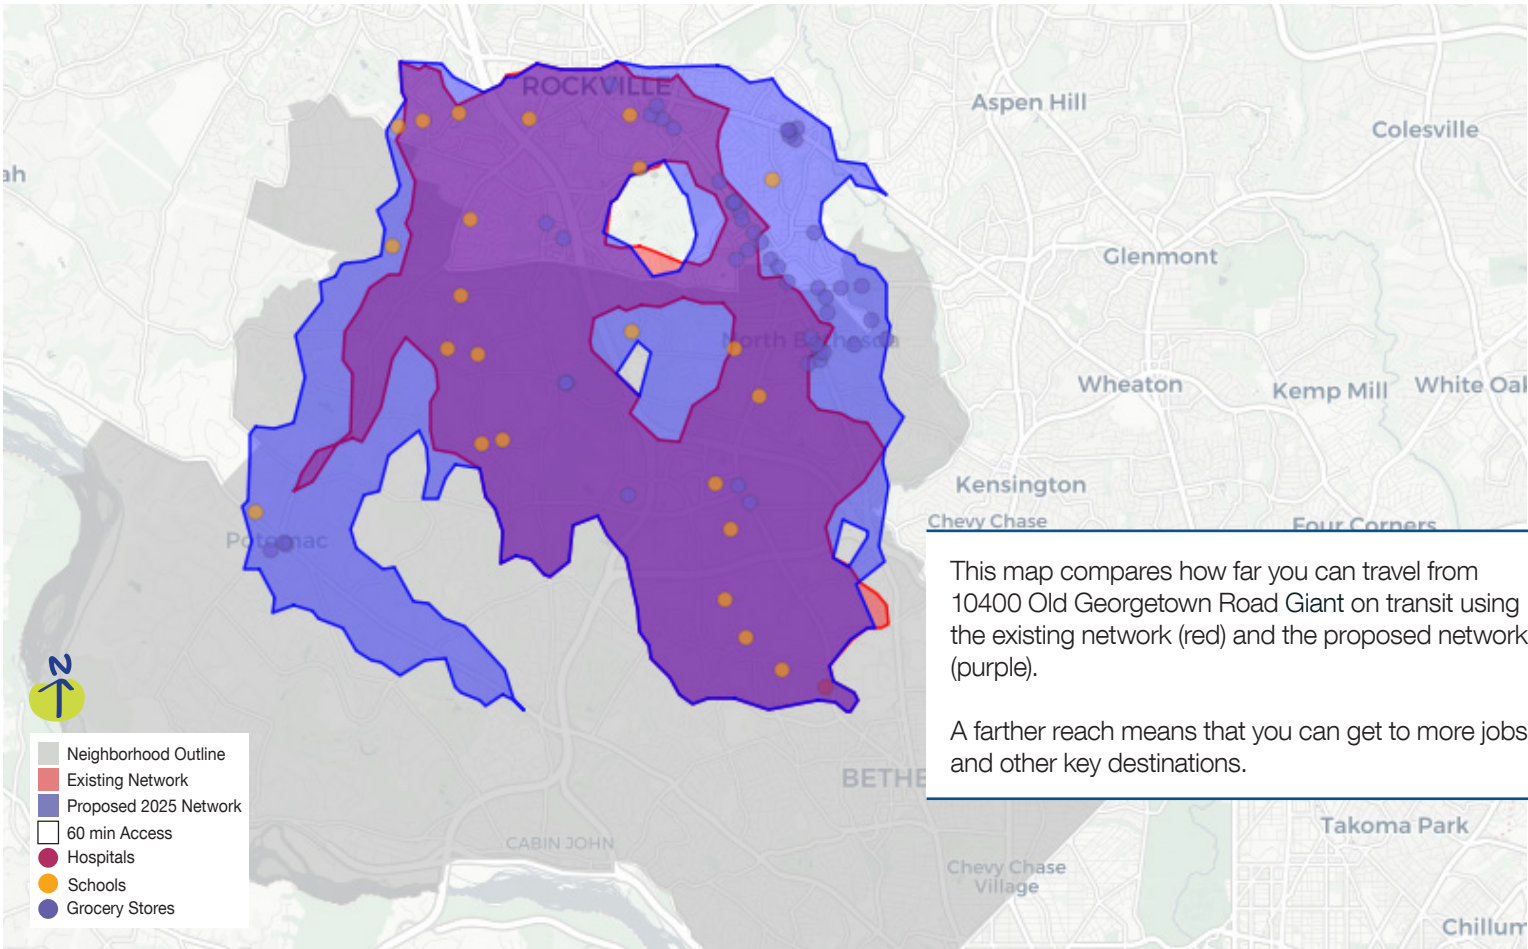 ROCKVILLE
Aspen Hill
Colesville
ah
Glenmont
North Bethesda
Wheaton
Kemp Mill
White Oak
Kensington
Chevy Chase
Four Corners
Potomac
This map compares how far you can travel from
10400 Old Georgetown Road Giant on transit using
the existing network (red) and the proposed network
(purple).
A farther reach means that you can get to more jobs
and other key destinations.
N
BETHE
Neighborhood Outline
Existing Network
Proposed 2025 Network
60 min Access
Hospitals
Schools
Grocery Stores
CABIN JOHN
Takoma Park
Chevy Chase
Village
Chillum